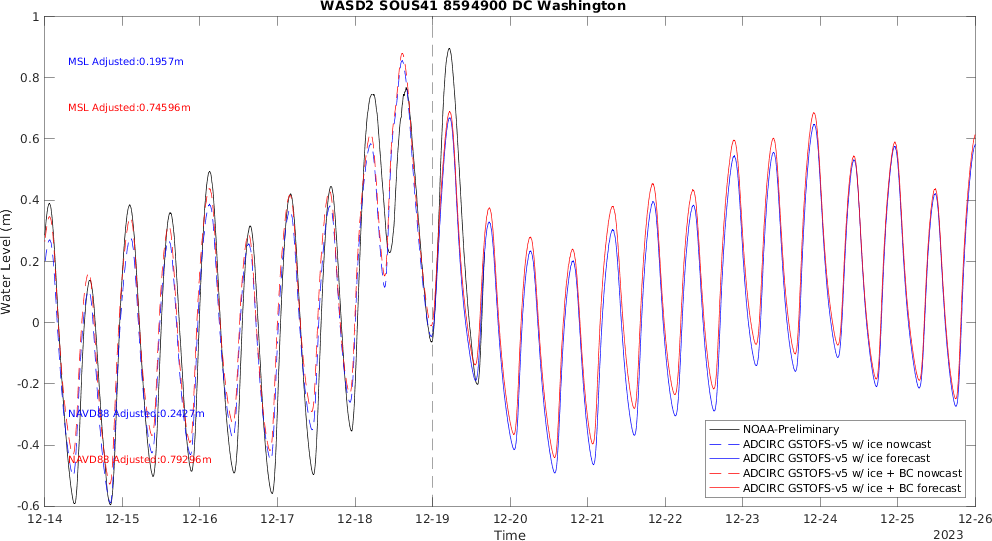 WASD2 SOUS41 8594900 DC Washington
1
0.8
0.6
0.4
0.2
0
-0.2
-0.4
-0.6
Water Level (m)
MSL Adjusted:0.1957m
MSL Adjusted:0.74596m
NAVD88 Adjusted:0.2427m
NAVD88 Adjusted:0.79296m
NOAA-Preliminary
ADCIRC GSTOFS-v5 w/ ice nowcast
ADCIRC GSTOFS-v5 w/ ice forecast
ADCIRC GSTOFS-v5 w/ ice + BC nowcast
ADCIRC GSTOFS-v5 w/ ice + BC forecast
12-14 12-15 12-16 12-17 12-18 12-19 12-20 12-21 12-22 12-23 12-24 12-25 12-26
Time
2023